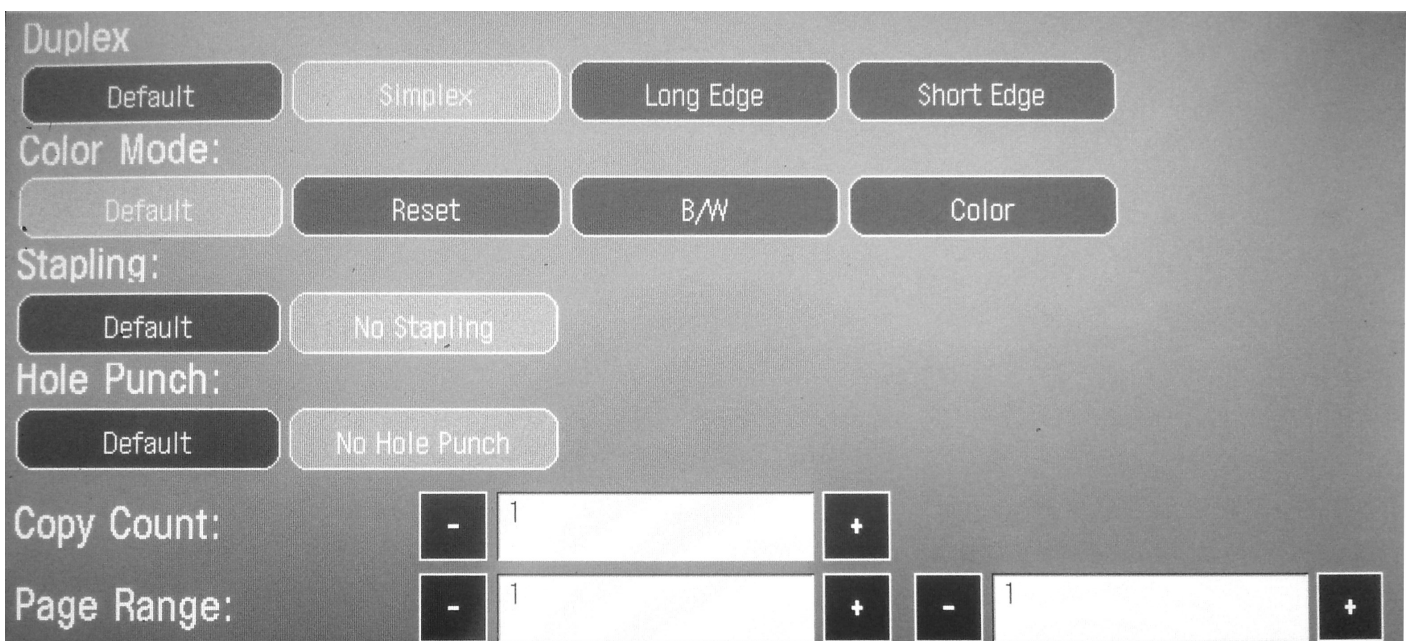 Duplex
Default Simplex Long Edge Short Edge
Color Mode:
Default Reset B/W Color
Stapling:
Default No Stapling
Hole Punch:
Default No Hole Punch
Copy Count: - 1 +
Page Range: - 1 + - 1 +